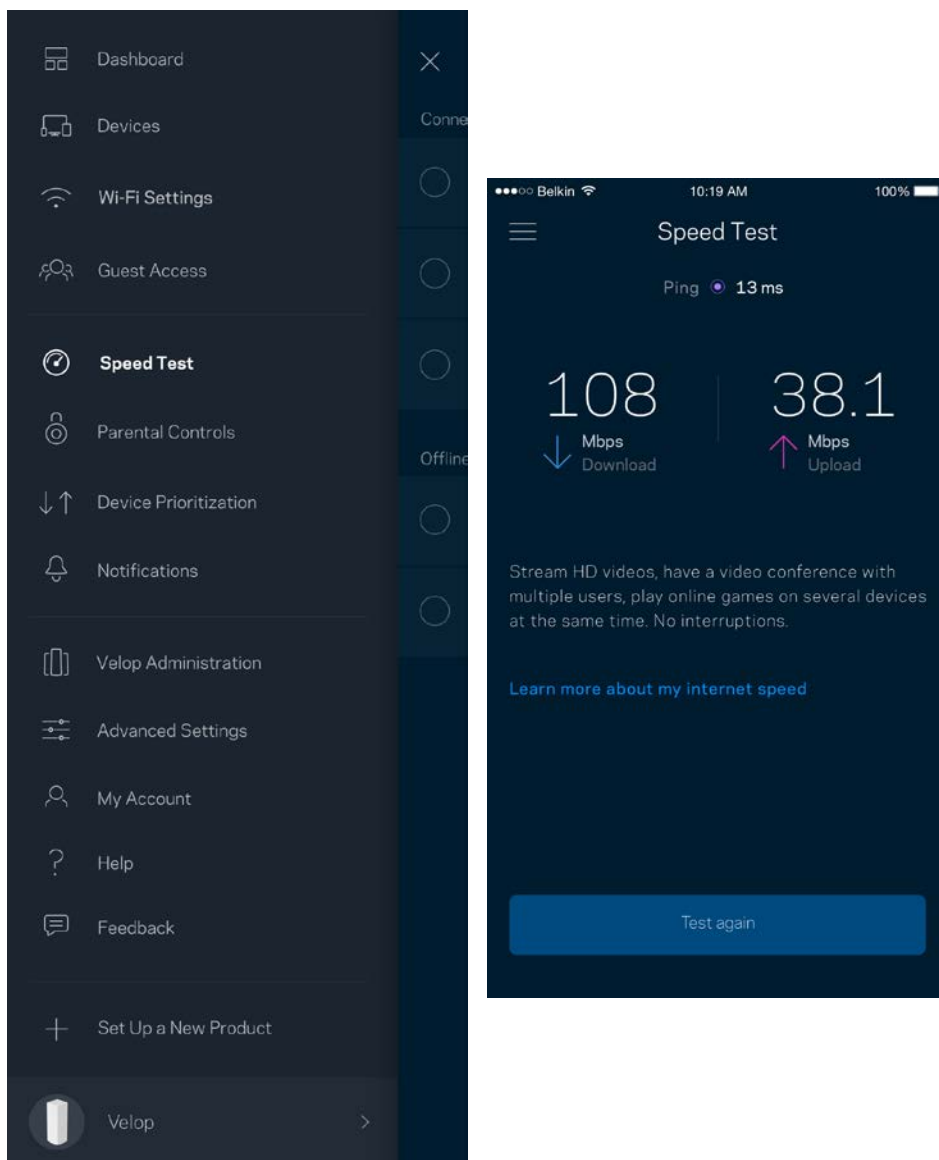 Dashboard
Devices
Wi-Fi Settings
Guest Access
Speed Test
Parental Controls
Device Prioritization
Notifications
Velop Administration
Advanced Settings
My Account
Help
Feedback
Set Up a New Product
Velop
Conne
Offline
Belkin 10:19 AM 100%
Speed Test
Ping 13 ms
108 38.1
Mbps Mbps
Download Upload
Stream HD videos, have a video conference with
multiple users, play online games on several devices
at the same time. No interruptions.
Learn more about my internet speed
Test again